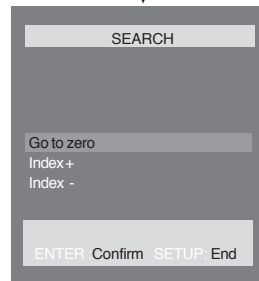 SEARCH
Go to zero
Index+
Index -
ENTER :Confirm SETUP: End